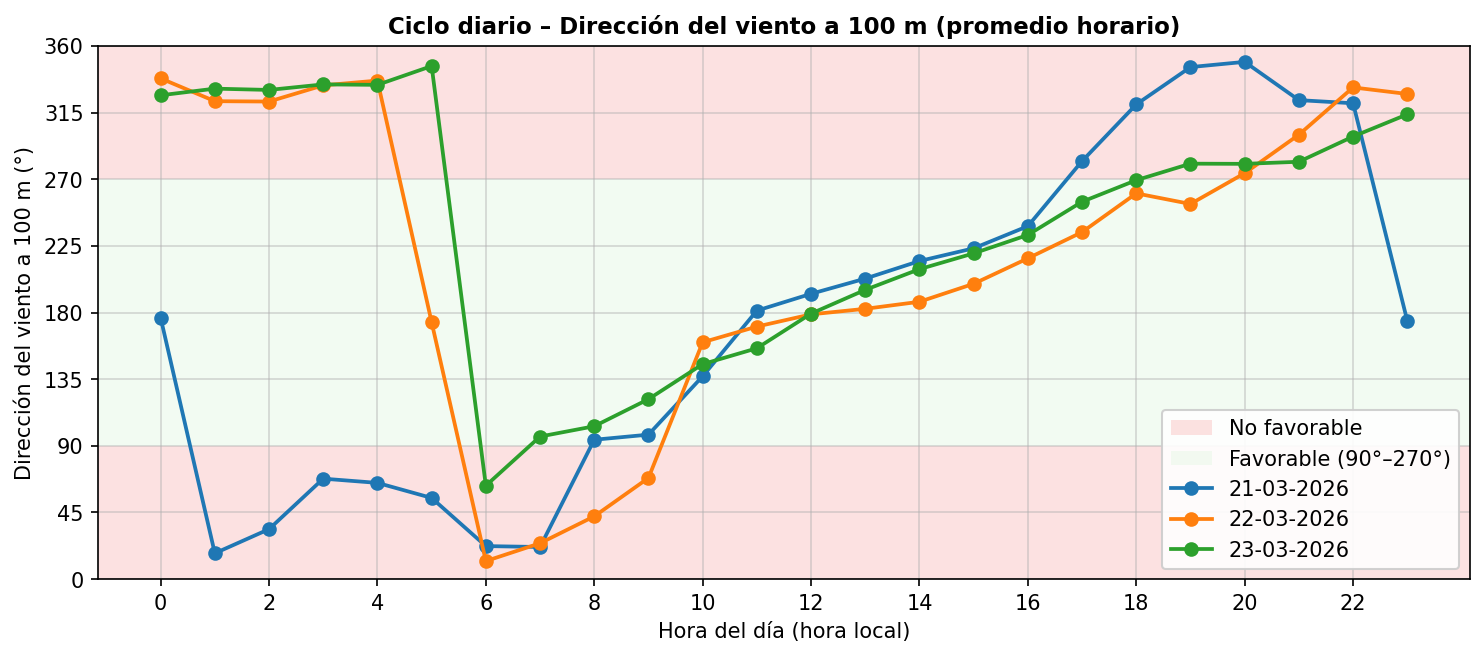 Ciclo diario – Dirección del viento a 100 m (promedio horario)
Dirección del viento a 100 m (°)
360
315
270
225
180
135
90
45
0
0 2 4 6 8 10 12 14 16 18 20 22
Hora del día (hora local)
No favorable
Favorable (90°–270°)
21-03-2026
22-03-2026
23-03-2026